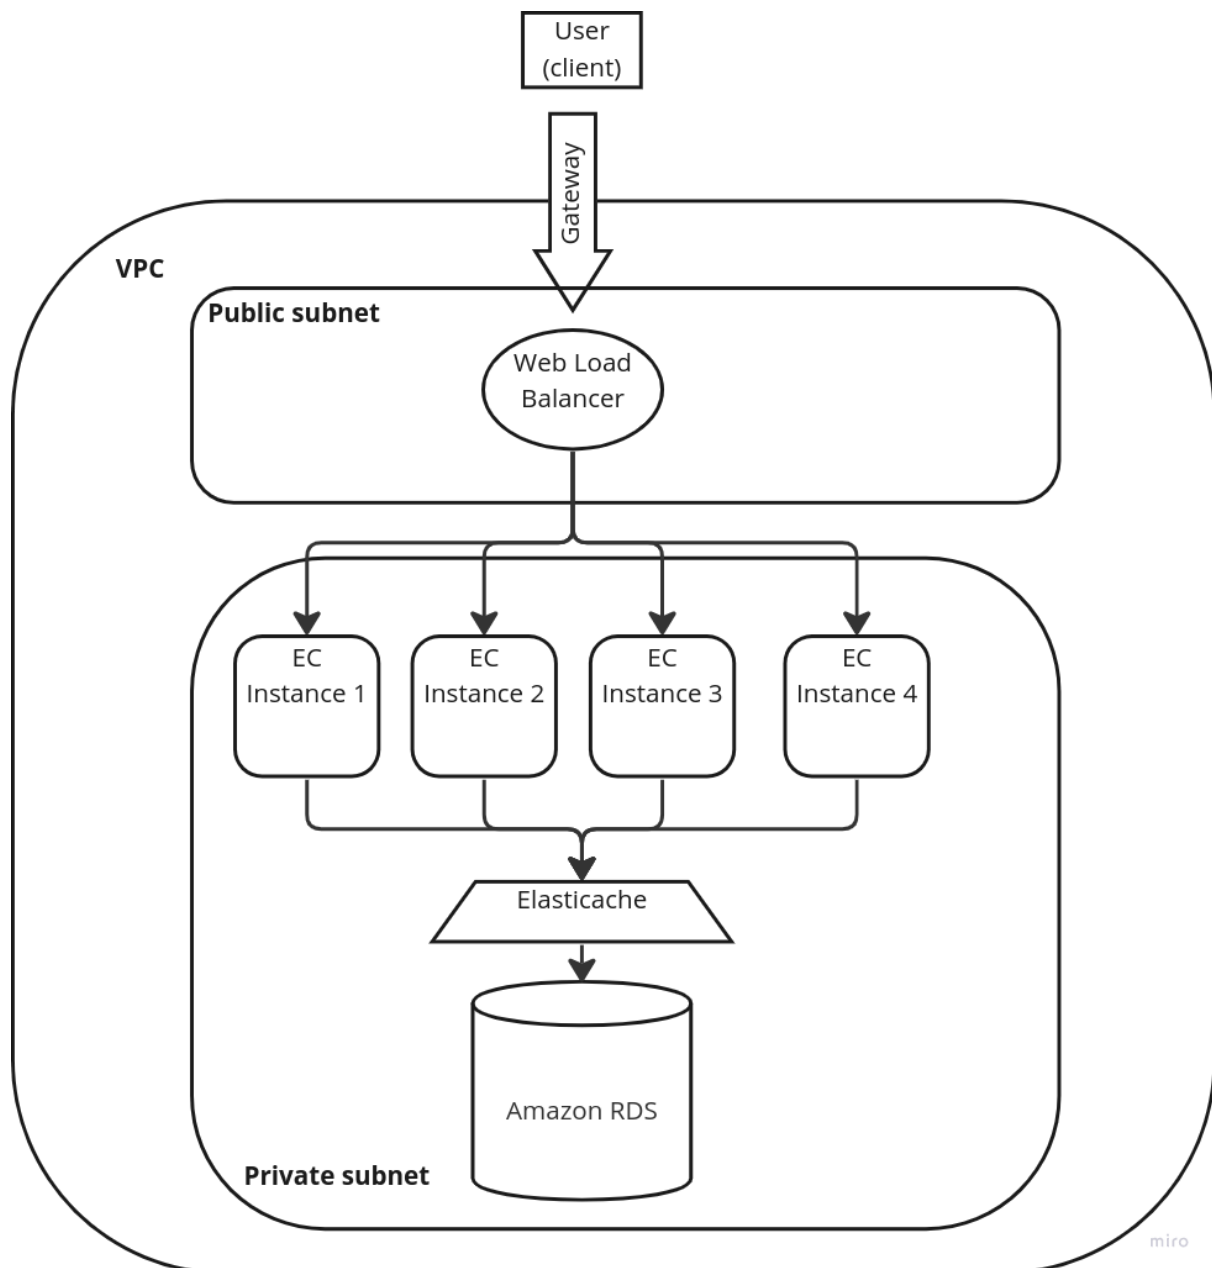 User
(client)
Gateway
VPC
Public subnet
Web Load
Balancer
EC
Instance 1
EC
Instance 2
EC
Instance 3
EC
Instance 4
Elasticache
Amazon RDS
Private subnet
miro